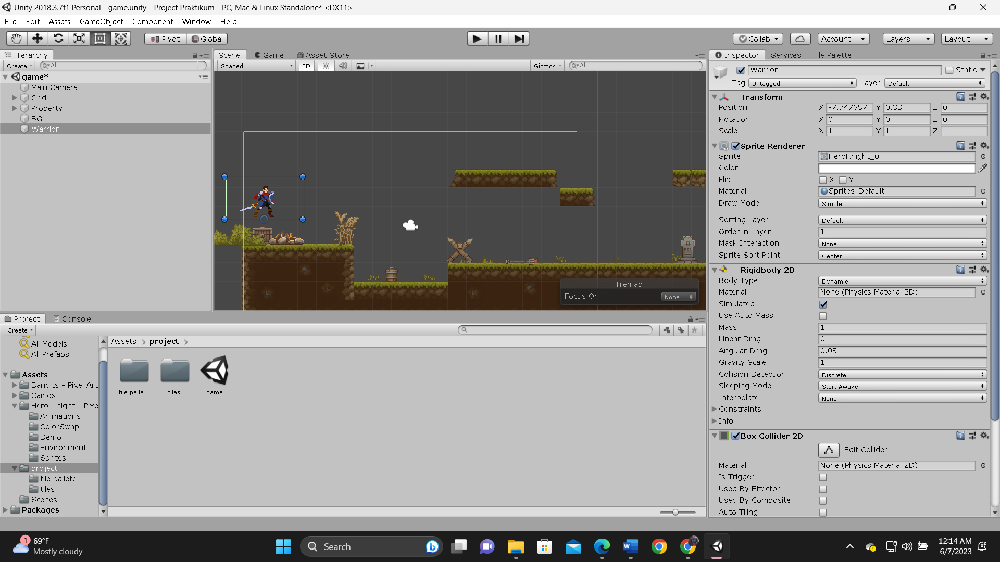 Unity 2018.3.7f1 Personal - game.unity - Project Praktikum - PC, Mac & Linux Standalone* <DX11>
File Edit Assets GameObject Component Window Help
Pivot Global Collab Account Layers Layout
Hierarchy
Create All
game*
Main Camera
Grid
Property
BG
Warrior
Scene Game Asset Store
Shaded 2D Gizmos All
RIP
Tilemap
Focus On None
Inspector Services Tile Palette
Warrior Static
Tag Untagged Layer Default
Transform
Position X -7.747657 Y 0.33 Z 0
Rotation X 0 Y 0 Z 0
Scale X 1 Y 1 Z 1
Sprite Renderer
Sprite HeroKnight_0
Color
Flip X Y
Material Sprites-Default
Draw Mode Simple
Sorting Layer Default
Order in Layer 1
Mask Interaction None
Sprite Sort Point Center
Rigidbody 2D
Body Type Dynamic
Material None (Physics Material 2D)
Simulated
Use Auto Mass
Mass 1
Linear Drag 0
Angular Drag 0.05
Gravity Scale 1
Collision Detection Discrete
Sleeping Mode Start Awake
Interpolate None
Constraints
Info
Box Collider 2D
Edit Collider
Material None (Physics Material 2D)
Is Trigger
Used By Effector
Used By Composite
Auto Tiling
Project Console
Create
All Models
All Prefabs
Assets
Bandits - Pixel Art
Cainos
Hero Knight - Pixe
Animations
ColorSwap
Demo
Environment
Sprites
project
tile pallete
tiles
Scenes
Packages
Assets project
tile palle... tiles game
1
69°F
Mostly cloudy
Search
12:14 AM
6/7/2023